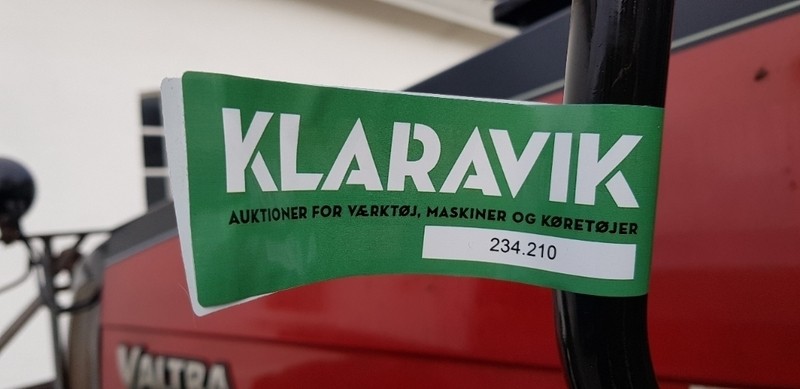 KLARAVIK
AUKTIONER FOR VÆRKTØJ, MASKINER OG KØRETØJER
234.210
VALTRA